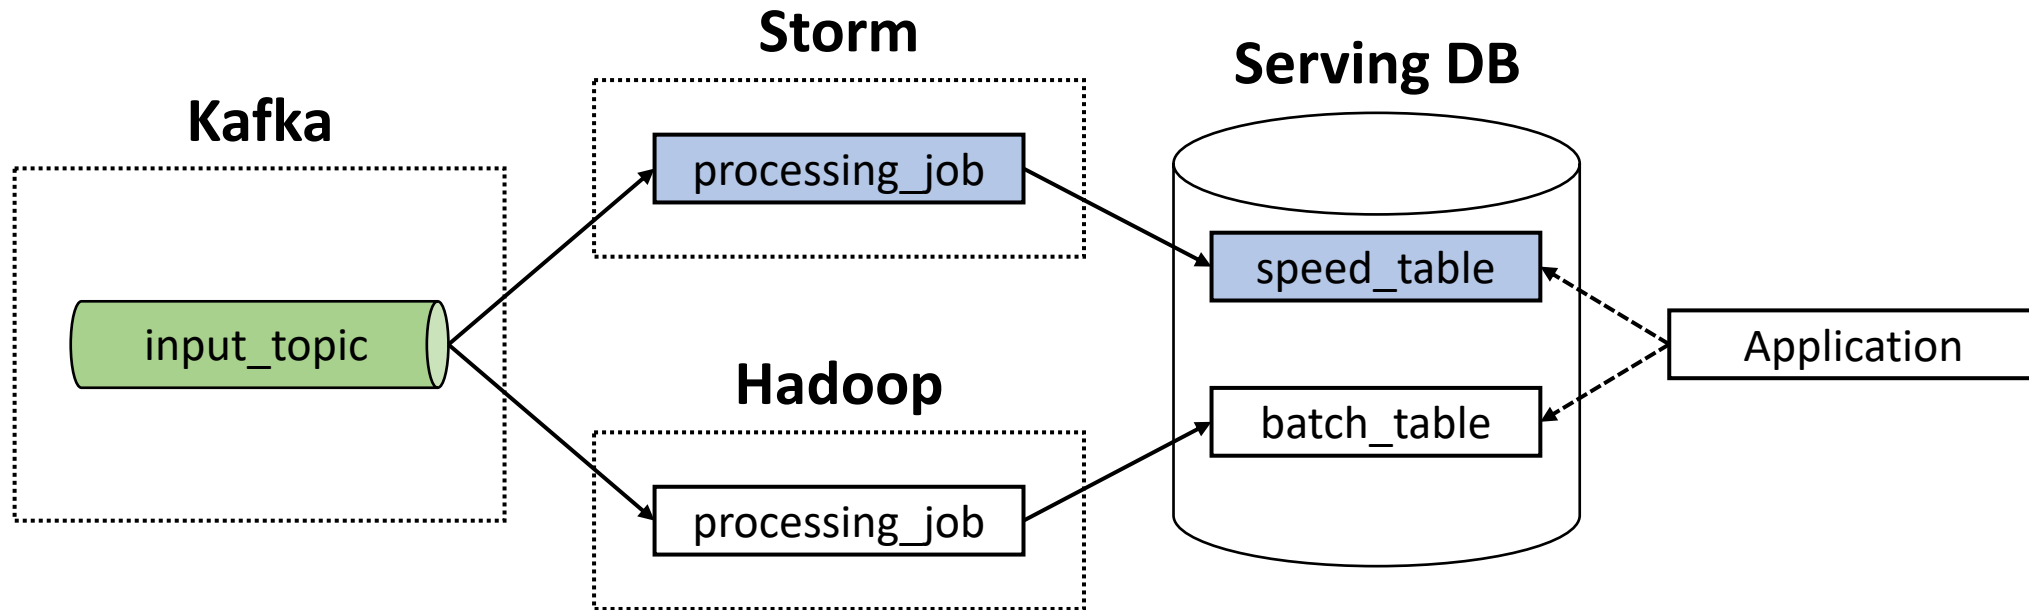 Kafka
input_topic
Storm
processing_job
Hadoop
processing_job
Serving DB
speed_table
batch_table
Application